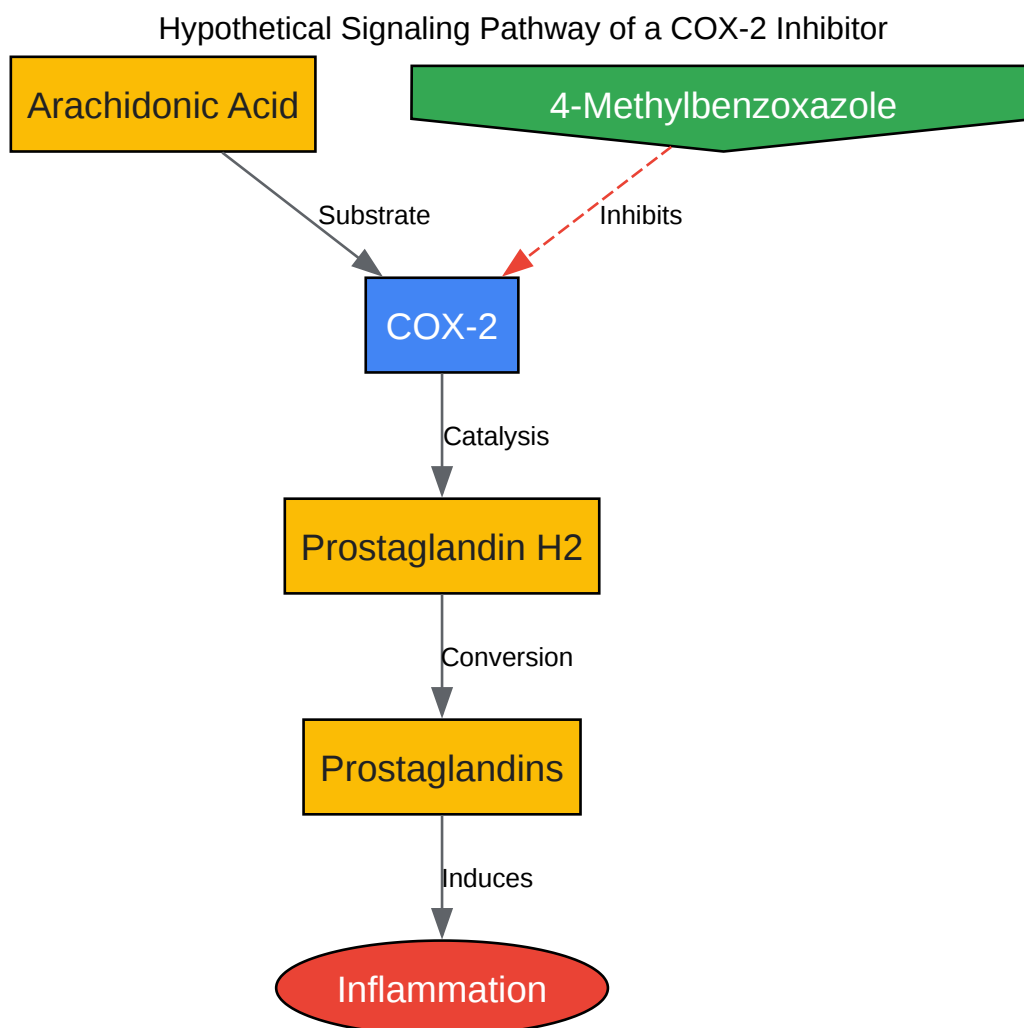 Hypothetical Signaling Pathway of a COX-2 Inhibitor
Arachidonic Acid
4-Methylbenzoxazole
Substrate
Inhibits
COX-2
Catalysis
Prostaglandin H2
Conversion
Prostaglandins
Induces
Inflammation